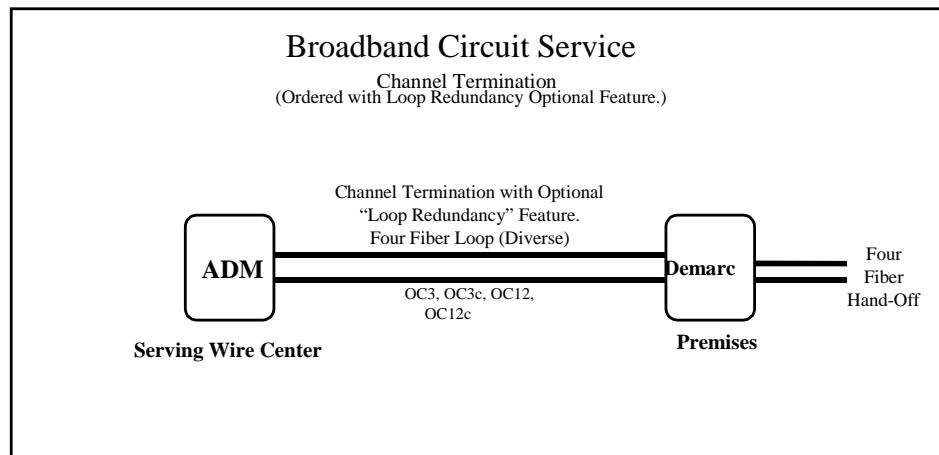 Broadband Circuit Service
Channel Termination
(Ordered with Loop Redundancy Optional Feature.)
Channel Termination with Optional
“Loop Redundancy” Feature.
Four Fiber Loop (Diverse)
ADM
Demarc
Four
Fiber
Hand-Off
OC3, OC3c, OC12,
OC12c
Serving Wire Center
Premises